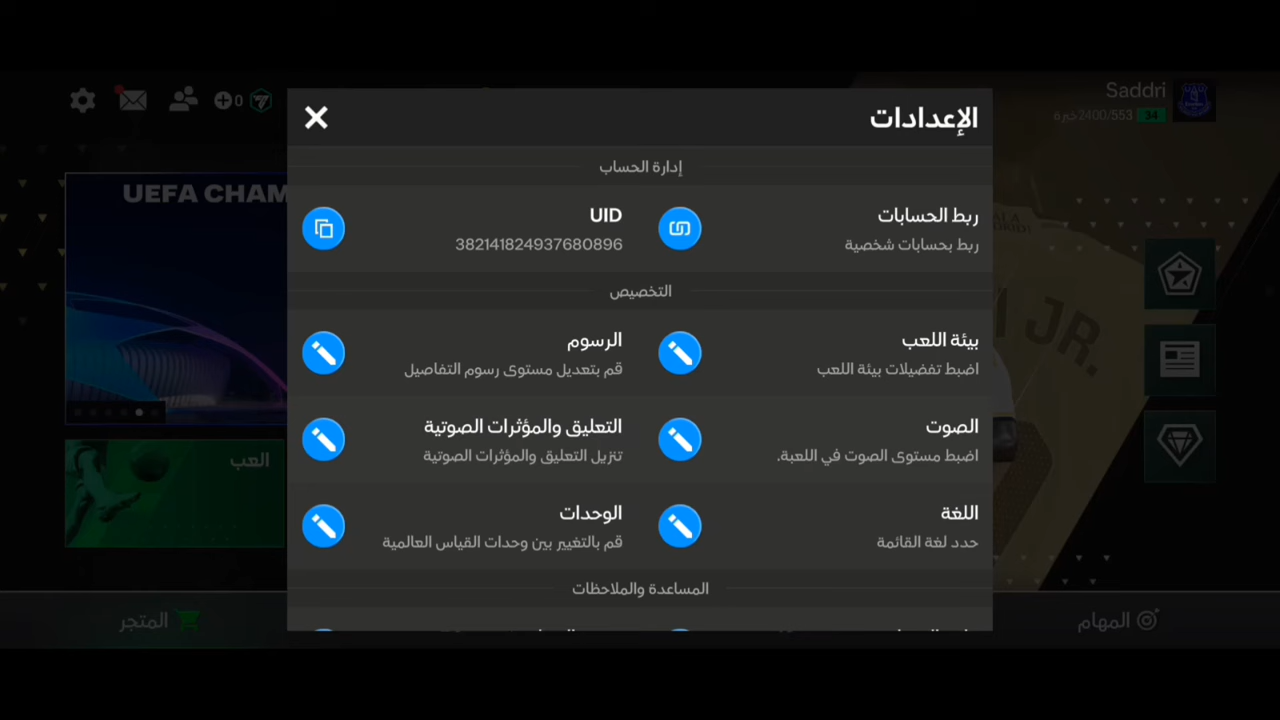 Saddri
34 2400/553خبرة
0
الإعدادات
إدارة الحساب
ربط الحسابات
ربط بحسابات شخصية
UID
382141824937680896
التخصيص
بيئة اللعب
اضبط تفضيلات بيئة اللعب
الرسوم
قم بتعديل مستوى رسوم التفاصيل
الصوت
اضبط مستوى الصوت في اللعبة.
التعليق والمؤثرات الصوتية
تنزيل التعليق والمؤثرات الصوتية
اللغة
حدد لغة القائمة
الوحدات
قم بالتغيير بين وحدات القياس العالمية
المساعدة والملاحظات
UEFA CHAM
JR.
العب
المهام
المتجر